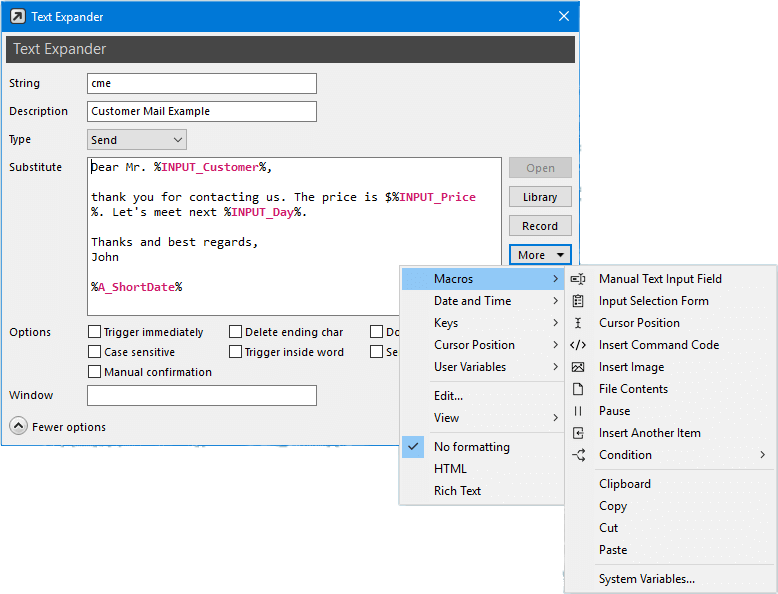 Text Expander
Text Expander
String
cme
Description
Customer Mail Example
Type
Send
Substitute
Dear Mr. %INPUT_Customer%,
thank you for contacting us. The price is $%INPUT_Price
%. Let's meet next %INPUT_Day%.
Thanks and best regards,
John
%A_ShortDate%
Open
Library
Record
More
Options
Trigger immediately
Delete ending char
Do
Case sensitive
Trigger inside word
Se
Manual confirmation
Window
Fewer options
Macros
Date and Time
Keys
Cursor Position
User Variables
Edit...
View
No formatting
HTML
Rich Text
Manual Text Input Field
Input Selection Form
Cursor Position
Insert Command Code
Insert Image
File Contents
Pause
Insert Another Item
Condition
Clipboard
Copy
Cut
Paste
System Variables...